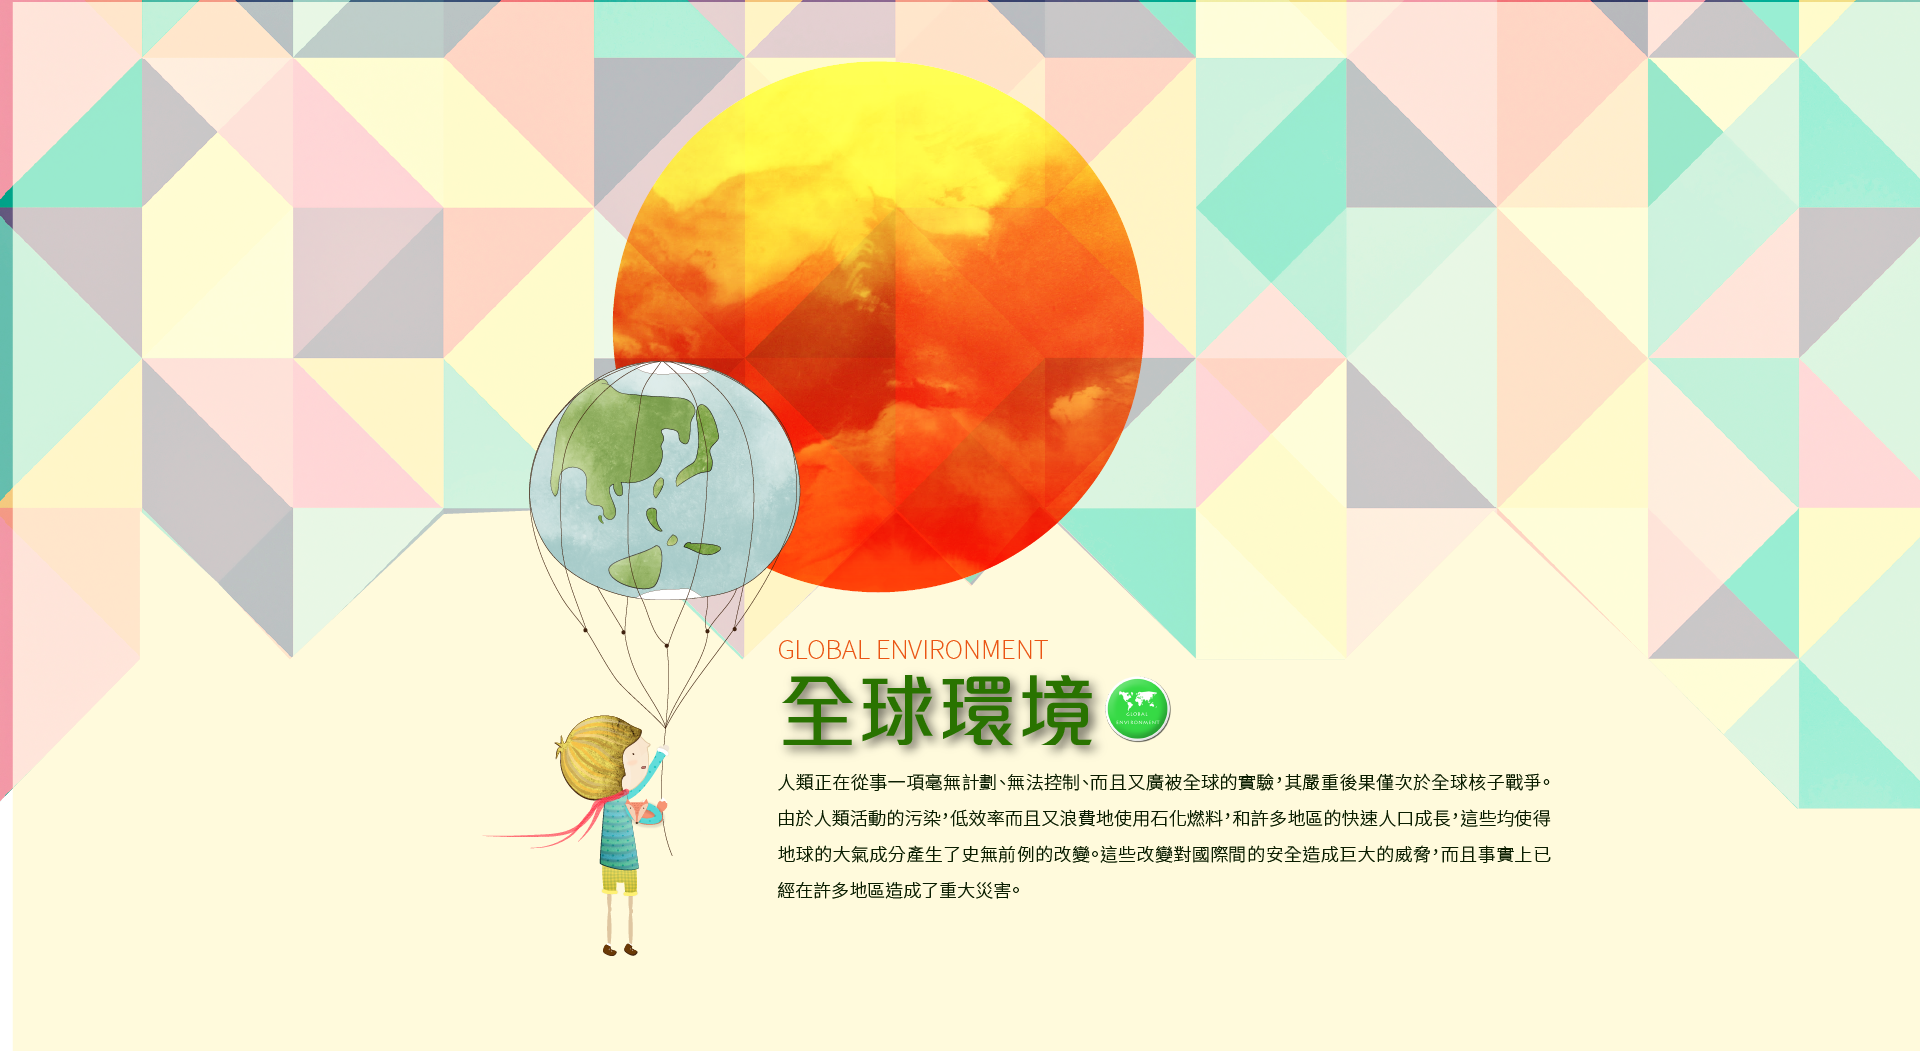 GLOBAL ENVIRONMENT
全球環境
GLOBAL
ENVIRONMENT
人類正在從事一項毫無計劃、無法控制、而且又廣被全球的實驗，其嚴重後果僅次於全球核子戰爭。
由於人類活動的污染，低效率而且又浪費地使用石化燃料，和許多地區的快速人口成長，這些均使得
地球的大氣成分產生了史無前例的改變。這些改變對國際間的安全造成巨大的威脅，而且事實上已
經在許多地區造成了重大災害。